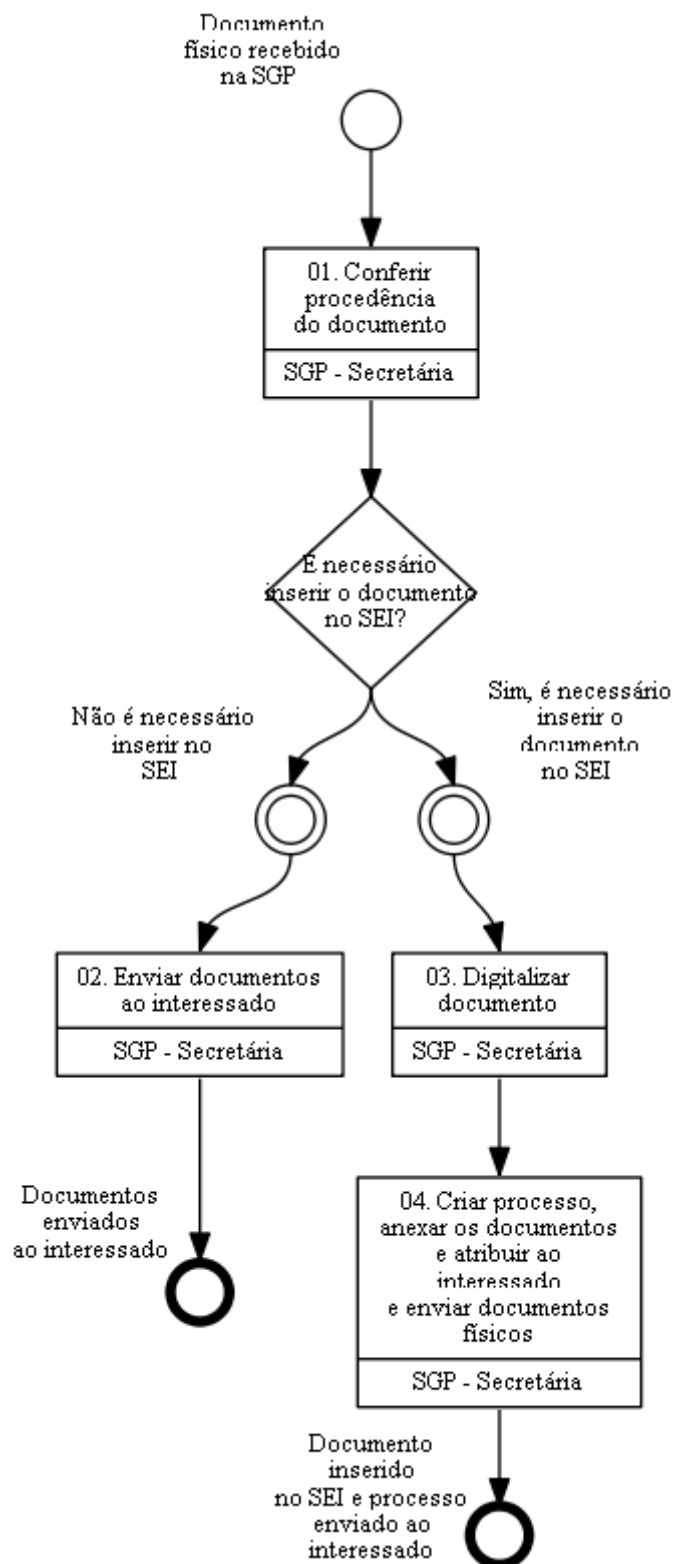 Documento
físico recebido
na SGP
01. Conferir
procedência
do documento
SGP - Secretária
E necessário
inserir o documento
no SEI?
Não é necessário
inserir no
SEI
Sim, é necessário
inserir o
documento
no SEI
02. Enviar documentos
ao interessado
SGP - Secretária
03. Digitalizar
documento
SGP - Secretária
Documentos
enviados
ao interessado
04. Criar processo,
anexar os documentos
e atribuir ao
interessado
e enviar documentos
físicos
SGP - Secretária
Documento
inserido
no SEI e processo
enviado ao
interessado